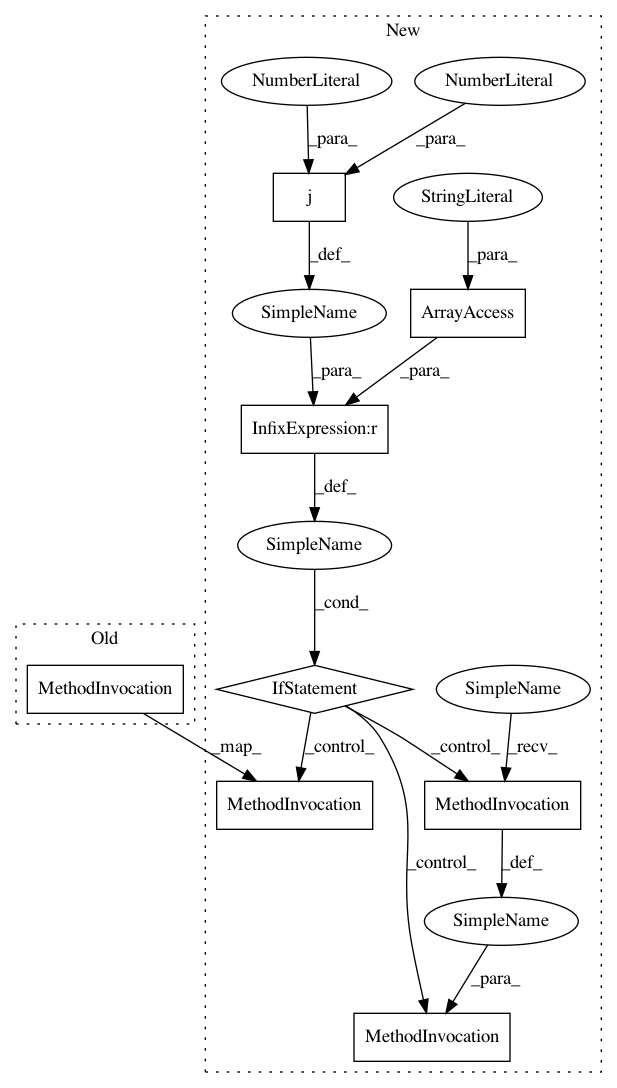 New
NumberLiteral
NumberLiteral
_para_
_para_
j
StringLiteral
_def_
_para_
SimpleName
ArrayAccess
_para_
_para_
InfixExpression:r
_def_
SimpleName
_cond_
Old
MethodInvocation
IfStatement
SimpleName
_map_
_control_
_control_
_recv_
MethodInvocation
MethodInvocation
_control_
_def_
SimpleName
_para_
MethodInvocation